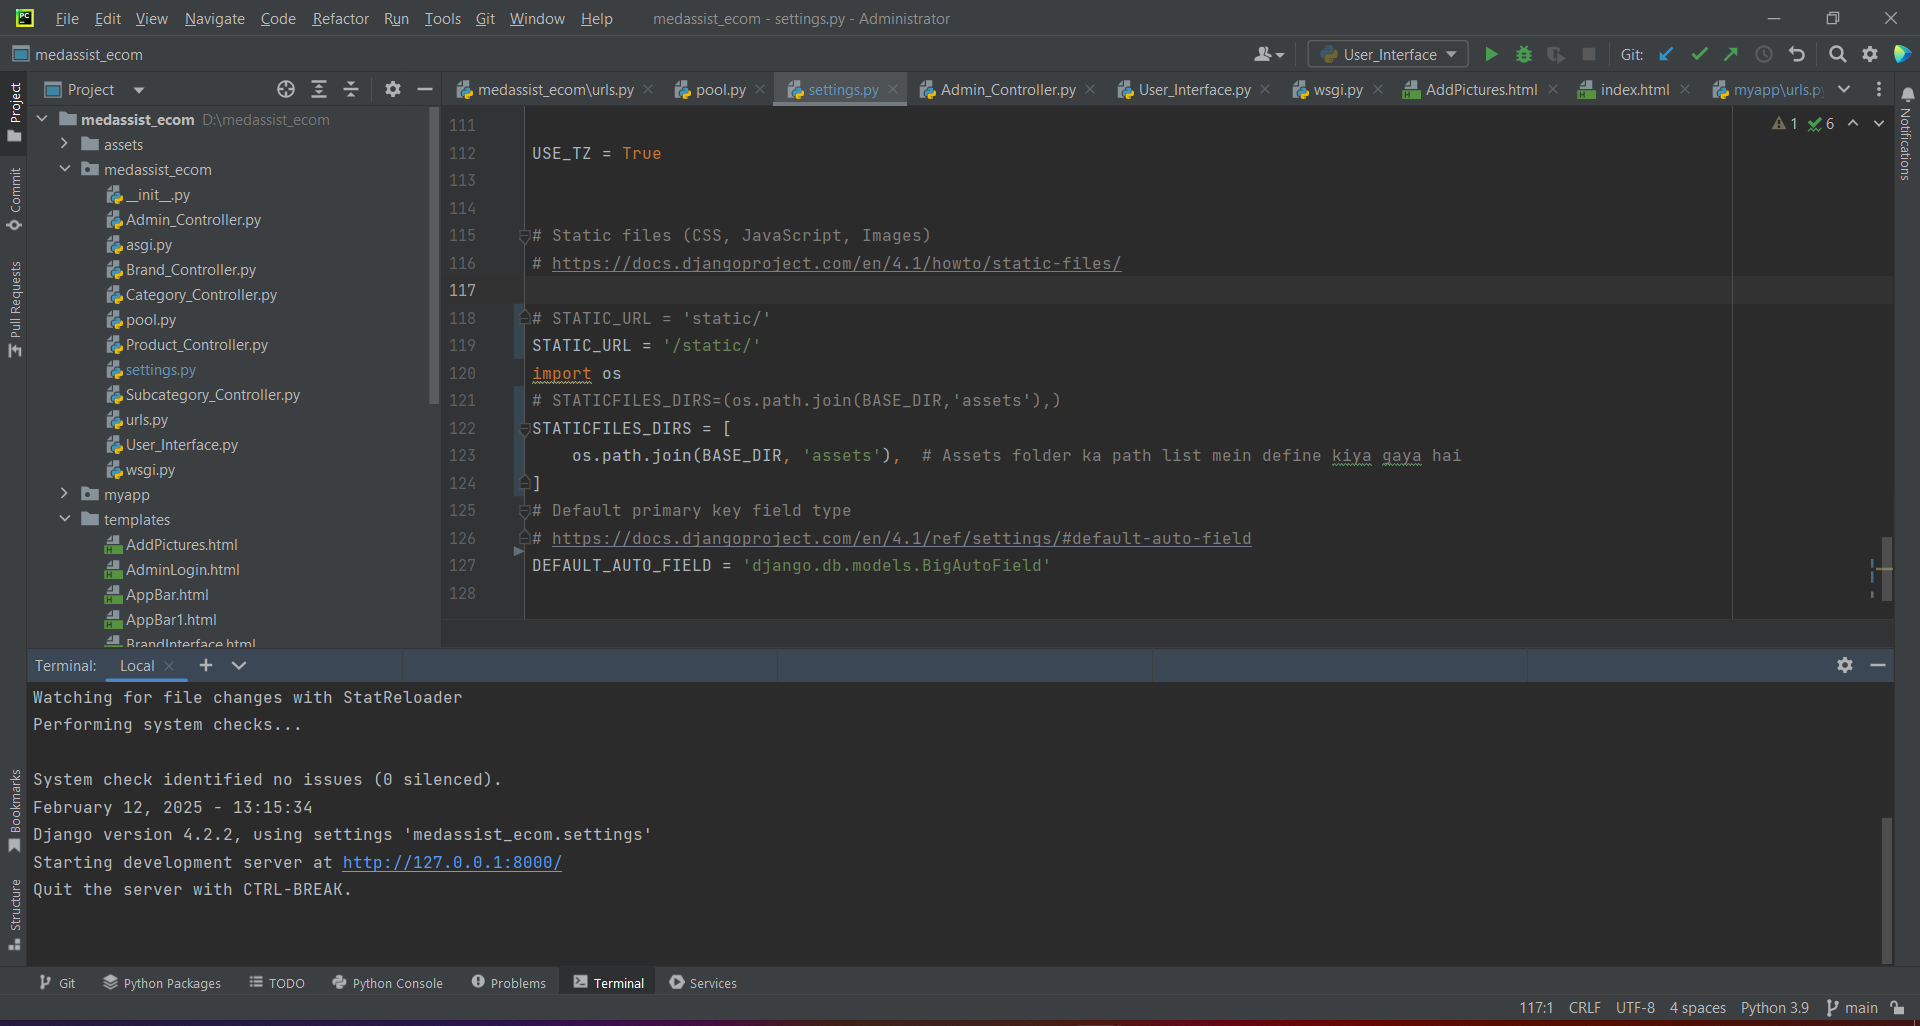 PC File Edit View Navigate Code Refactor Run Tools Git Window Help medassist_ecom - settings.py - Administrator
medassist_ecom User_Interface Git:
Project medassist_ecom\urls.py pool.py settings.py Admin_Controller.py User_Interface.py wsgi.py AddPictures.html index.html myapp\urls.p
Project
Commit
Pull Requests
Bookmarks
Structure
Notifications
medassist_ecom D:\medassist_ecom
assets
medassist_ecom
__init__.py
Admin_Controller.py
asgi.py
Brand_Controller.py
Category_Controller.py
pool.py
Product_Controller.py
settings.py
Subcategory_Controller.py
urls.py
User_Interface.py
wsgi.py
myapp
templates
AddPictures.html
AdminLogin.html
AppBar.html
AppBar1.html
BrandInterface.html
1 6
111
112 USE_TZ = True
113
114
115 # Static files (CSS, JavaScript, Images)
116 # https://docs.djangoproject.com/en/4.1/howto/static-files/
117
118 # STATIC_URL = 'static/'
119 STATIC_URL = '/static/'
120 import os
121 # STATICFILES_DIRS=(os.path.join(BASE_DIR,'assets'),)
122 STATICFILES_DIRS = [
123 os.path.join(BASE_DIR, 'assets'), # Assets folder ka path list mein define kiya gaya hai
124 ]
125 # Default primary key field type
126 # https://docs.djangoproject.com/en/4.1/ref/settings/#default-auto-field
127 DEFAULT_AUTO_FIELD = 'django.db.models.BigAutoField'
128
Terminal: Local
Watching for file changes with StatReloader
Performing system checks...
System check identified no issues (0 silenced).
February 12, 2025 - 13:15:34
Django version 4.2.2, using settings 'medassist_ecom.settings'
Starting development server at http://127.0.0.1:8000/
Quit the server with CTRL-BREAK.
Git Python Packages TODO Python Console Problems Terminal Services
117:1 CRLF UTF-8 4 spaces Python 3.9 main